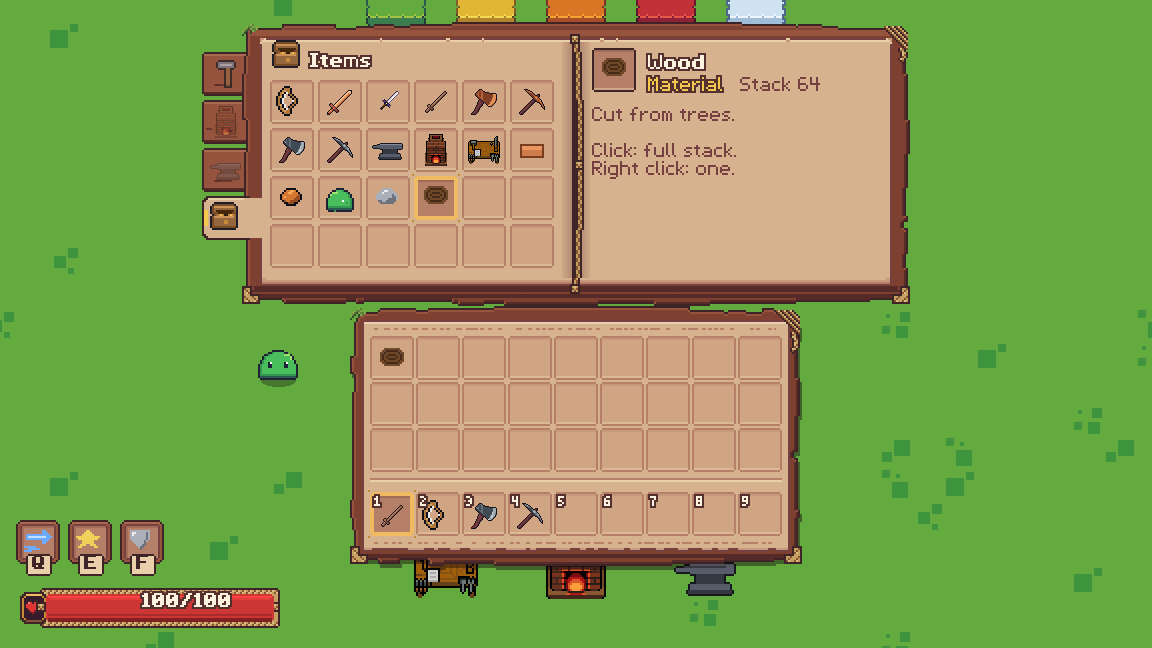 Items
Wood
Material Stack 64
Cut from trees.
Click: full stack.
Right click: one.
1 2 3 4 5 6 7 8 9
Q E F
100/100